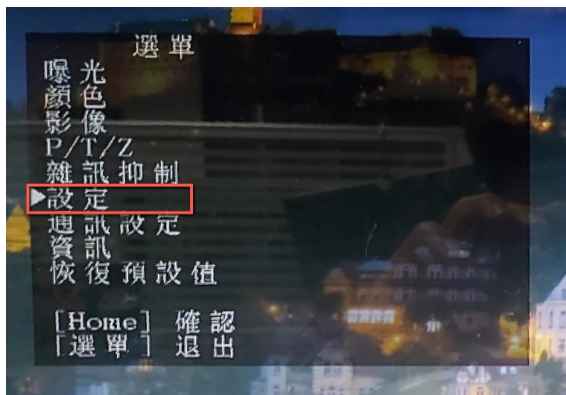 選單
曝光
顏色
影像
P/T/Z
雜訊抑制
▶設定
通訊設定
資訊
恢復預設值
[Home] 確認
[選單] 退出